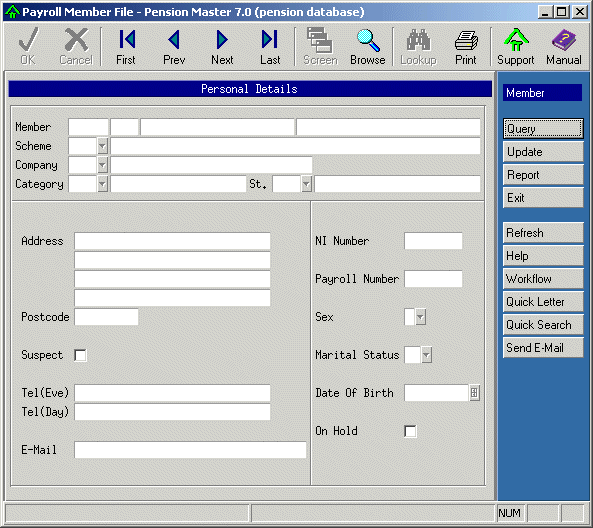 Payroll Member File - Pension Master 7.0 (pension database)
OK Cancel First Prev Next Last Screen Browse Lookup Print Support Manual
Personal Details
Member
Scheme
Company
Category St.
Address
Postcode
Suspect
Tel(Eve)
Tel(Day)
E-Mail
NI Number
Payroll Number
Sex
Marital Status
Date Of Birth
On Hold
Member
Query
Update
Report
Exit
Refresh
Help
Workflow
Quick Letter
Quick Search
Send E-Mail
NUM